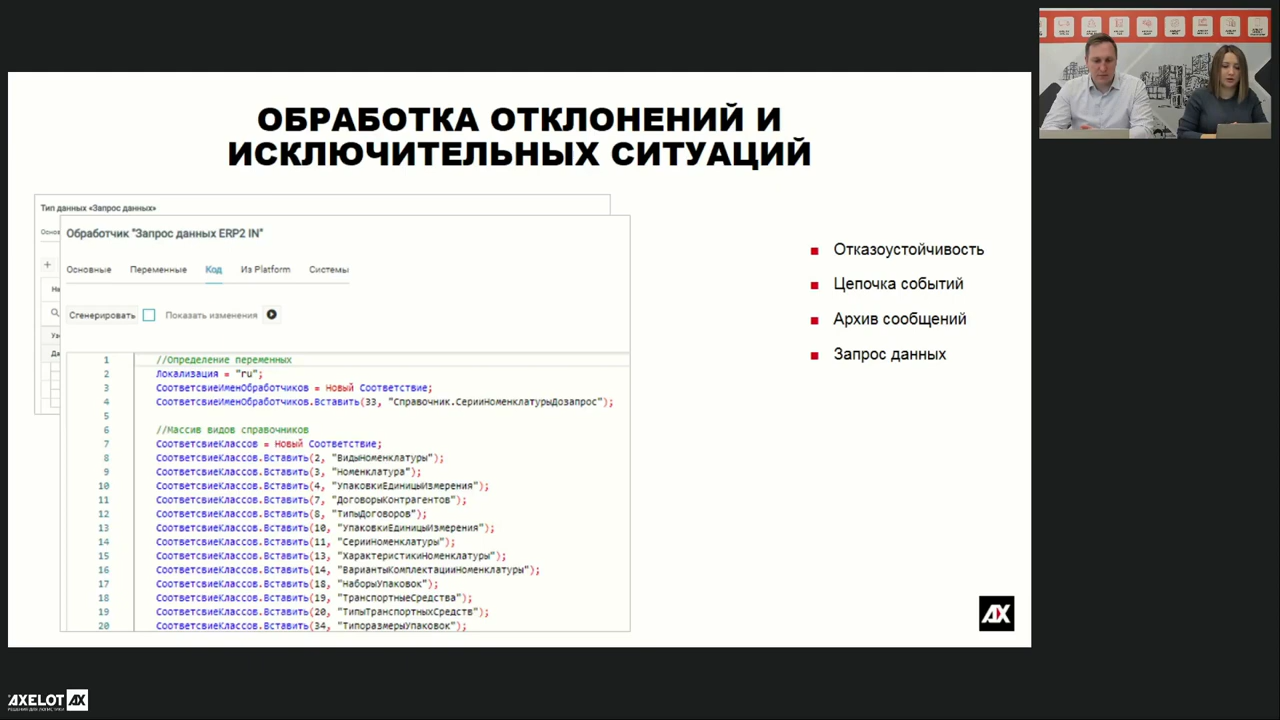 ОБРАБОТКА ОТКЛОНЕНИЙ И
ИСКЛЮЧИТЕЛЬНЫХ СИТУАЦИЙ
Тип данных «Запрос данных»
Обработчик "Запрос данных ERP2 IN"
Основные Переменные Код Из Platform Системы
Сгенерировать Показать изменения
1 //Определение переменных
2 Локализация = "ru";
3 СоответсвиеИменОбработчиков = Новый Соответствие;
4 СоответсвиеИменОбработчиков.Вставить(33, "Справочник.СерииНоменклатурыДозапрос");
5
6 //Массив видов справочников
7 СоответсвиеКлассов = Новый Соответствие;
8 СоответсвиеКлассов.Вставить(2, "ВидыНоменклатуры");
9 СоответсвиеКлассов.Вставить(3, "Номенклатура");
10 СоответсвиеКлассов.Вставить(4, "УпаковкиЕдиницыИзмерения");
11 СоответсвиеКлассов.Вставить(7, "ДоговорыКонтрагентов");
12 СоответсвиеКлассов.Вставить(8, "ТипыДоговоров");
13 СоответсвиеКлассов.Вставить(10, "УпаковкиЕдиницыИзмерения");
14 СоответсвиеКлассов.Вставить(11, "СерииНоменклатуры");
15 СоответсвиеКлассов.Вставить(13, "ХарактеристикиНоменклатуры");
16 СоответсвиеКлассов.Вставить(14, "ВариантыКомплектацииНоменклатуры");
17 СоответсвиеКлассов.Вставить(18, "НаборыУпаковок");
18 СоответсвиеКлассов.Вставить(19, "ТранспортныеСредства");
19 СоответсвиеКлассов.Вставить(20, "ТипыТранспортныхСредств");
20 СоответсвиеКлассов.Вставить(34, "ТипоразмерыУпаковок");
Отказоустойчивость
Цепочка событий
Архив сообщений
Запрос данных
AX
AXELOT AX
РЕШЕНИЯ ДЛЯ ЛОГИСТИКИ